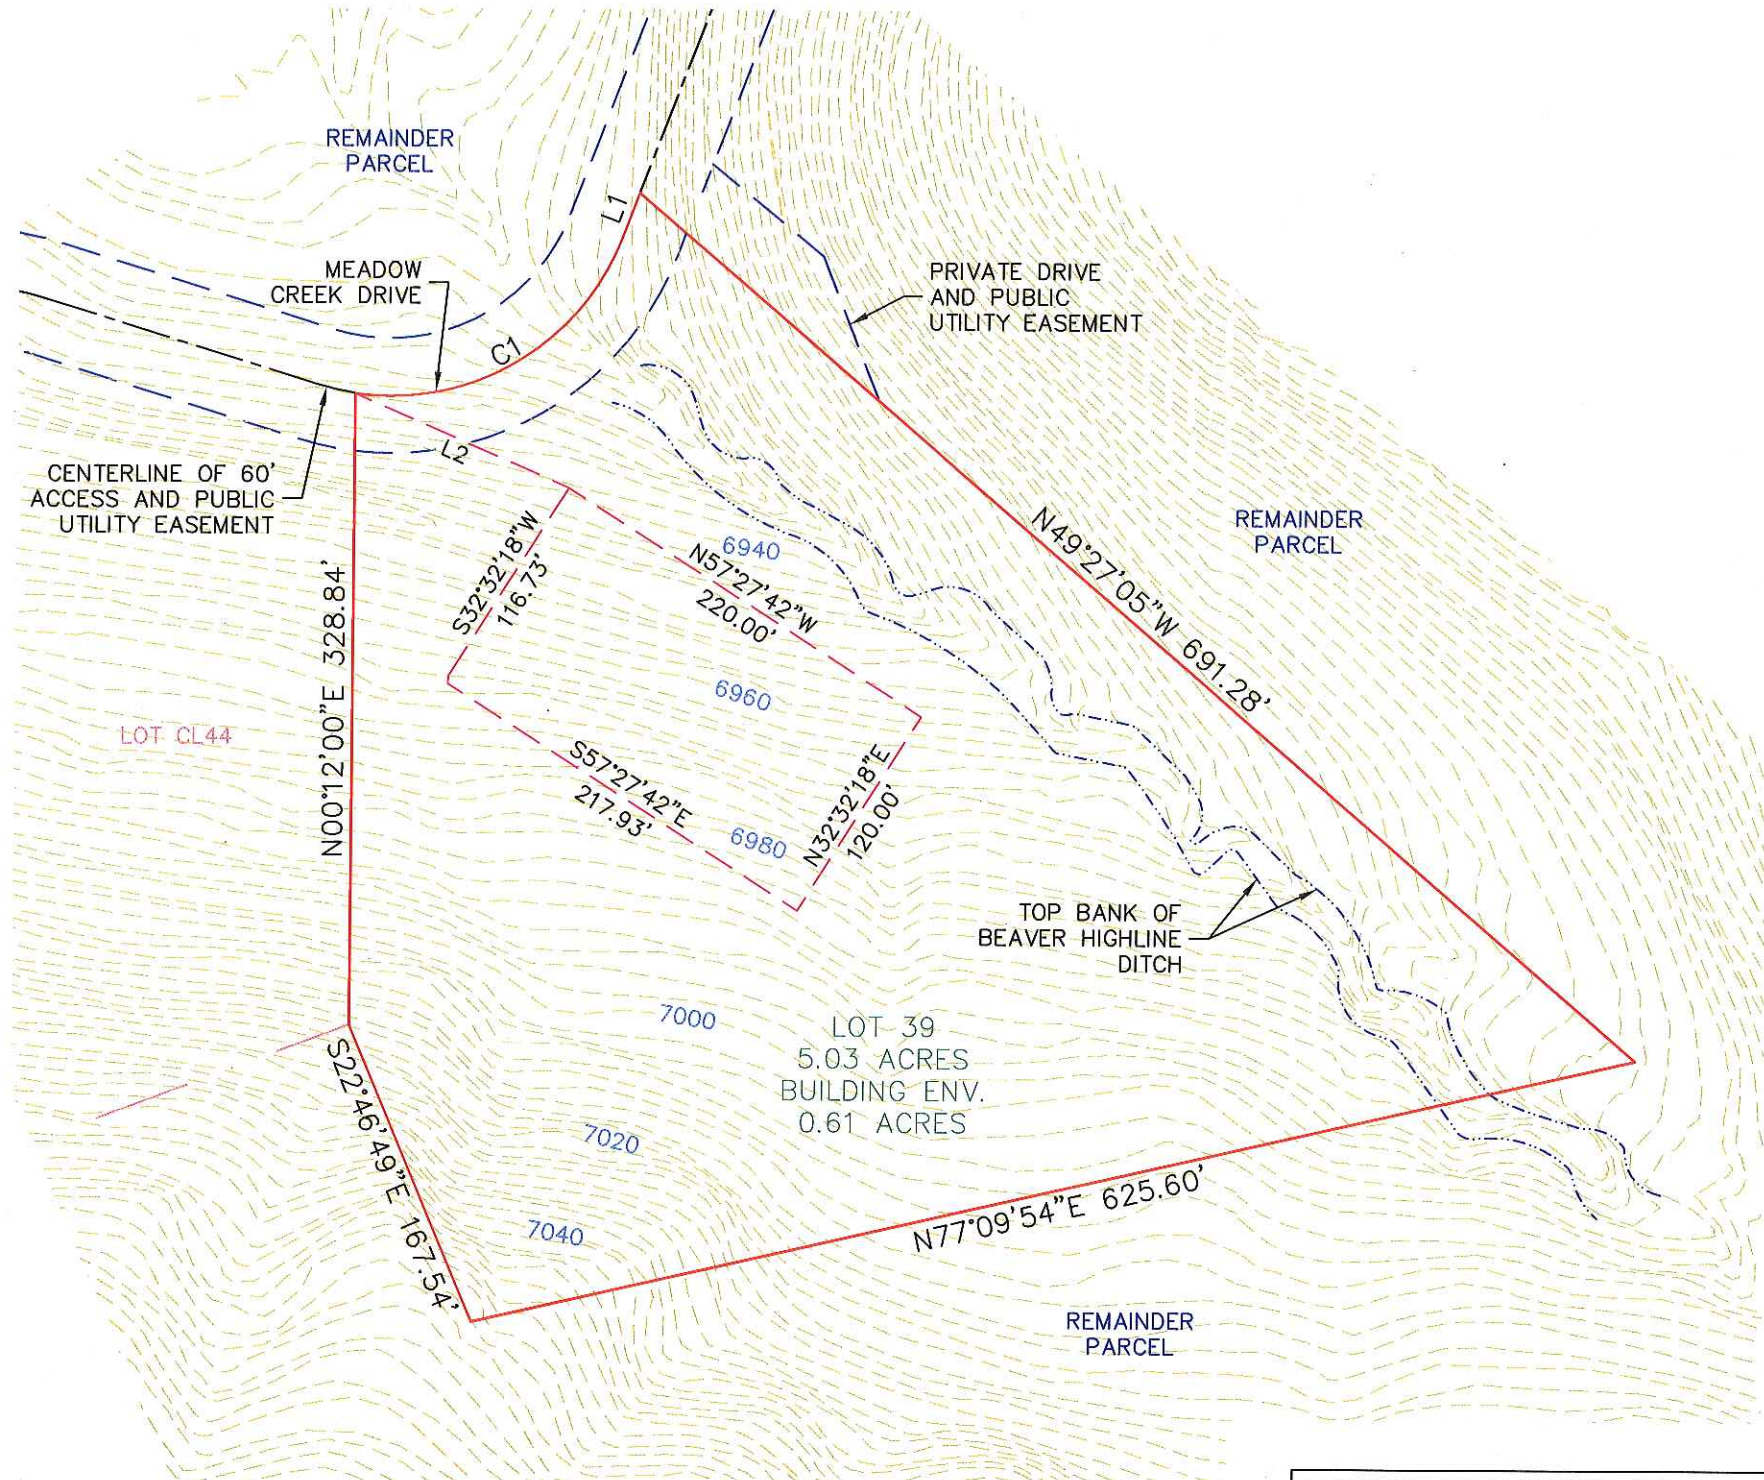 REMAINDER
PARCEL
L1
MEADOW
CREEK DRIVE
PRIVATE DRIVE
AND PUBLIC
UTILITY EASEMENT
C1
L2
CENTERLINE OF 60'
ACCESS AND PUBLIC
UTILITY EASEMENT
S32°32'18"W
116.73'
6940
N57°27'42"W
220.00'
N49°27'05"W 691.28'
REMAINDER
PARCEL
N00°12'00"E 328.84'
LOT CL44
6960
S57°27'42"E
217.93'
6980
N32°32'18"E
120.00'
TOP BANK OF
BEAVER HIGHLINE
DITCH
7000
LOT 39
5.03 ACRES
BUILDING ENV.
0.61 ACRES
S22°46'49"E 167.54'
7020
7040
N77°09'54"E 625.60'
REMAINDER
PARCEL